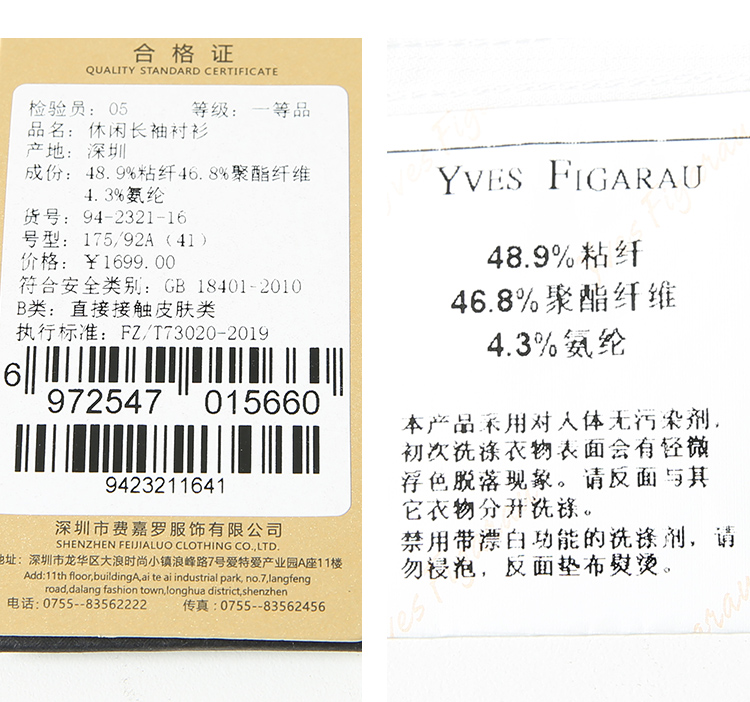 合格证
QUALITY STANDARD CERTIFICATE
检验员：05 等级：一等品
品名：休闲长袖衬衫
产地：深圳
成份：48.9%粘纤46.8%聚酯纤维
4.3%氨纶
货号：94-2321-16
号型：175/92A（41）
价格：¥1699.00
符合安全类别：GB 18401-2010
B类：直接接触皮肤类
执行标准：FZ/T73020-2019
6 972547 015660
9423211641
深圳市费嘉罗服饰有限公司
SHENZHEN FEIJIALUO CLOTHING CO.,LTD.
地址：深圳市龙华区大浪时尚小镇浪峰路7号爱特爱产业园A座11楼
Add:11th floor,buildingA,ai te ai industrial park, no.7,langfeng
road,dalang fashion town,longhua district,shenzhen
电话：0755--83562222 传真：0755--83562456
Yves Figarau
YVES FIGARAU
48.9%粘纤
46.8%聚酯纤维
4.3%氨纶
本产品采用对人体无污染剂，
初次洗涤衣物表面会有轻微
浮色脱落现象。请反面与其
它衣物分开洗涤。
禁用带漂白功能的洗涤剂，请
勿浸泡，反面垫布熨烫。
Yves Figarau